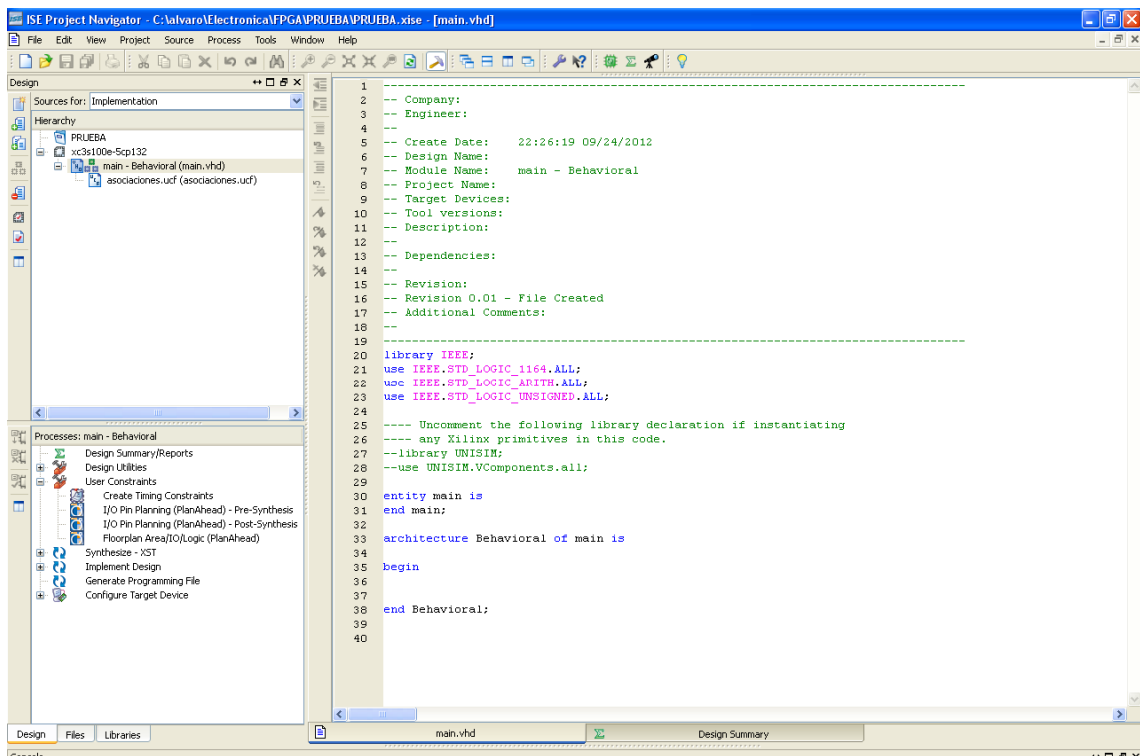 ISE Project Navigator - C:\alvaro\Electronica\FPGA\PRUEBA\PRUEBA.xise - [main.vhd]
File Edit View Project Source Process Tools Window Help
Design
Sources for: Implementation
Hierarchy
PRUEBA
xc3s100e-5cp132
main - Behavioral (main.vhd)
asociaciones.ucf (asociaciones.ucf)
Processes: main - Behavioral
Design Summary/Reports
Design Utilities
User Constraints
Create Timing Constraints
I/O Pin Planning (PlanAhead) - Pre-Synthesis
I/O Pin Planning (PlanAhead) - Post-Synthesis
Floorplan Area/IO/Logic (PlanAhead)
Synthesize - XST
Implement Design
Generate Programming File
Configure Target Device
Design Files Libraries
1 ----------------------------------------------------------------------------------
2 -- Company:
3 -- Engineer:
4 --
5 -- Create Date:    22:26:19 09/24/2012
6 -- Design Name:
7 -- Module Name:    main - Behavioral
8 -- Project Name:
9 -- Target Devices:
10 -- Tool versions:
11 -- Description:
12 --
13 -- Dependencies:
14 --
15 -- Revision:
16 -- Revision 0.01 - File Created
17 -- Additional Comments:
18 --
19 ----------------------------------------------------------------------------------
20 library IEEE;
21 use IEEE.STD_LOGIC_1164.ALL;
22 use IEEE.STD_LOGIC_ARITH.ALL;
23 use IEEE.STD_LOGIC_UNSIGNED.ALL;
24
25 ---- Uncomment the following library declaration if instantiating
26 ---- any Xilinx primitives in this code.
27 --library UNISIM;
28 --use UNISIM.VComponents.all;
29
30 entity main is
31 end main;
32
33 architecture Behavioral of main is
34
35 begin
36
37
38 end Behavioral;
39
40
main.vhd Design Summary
Console